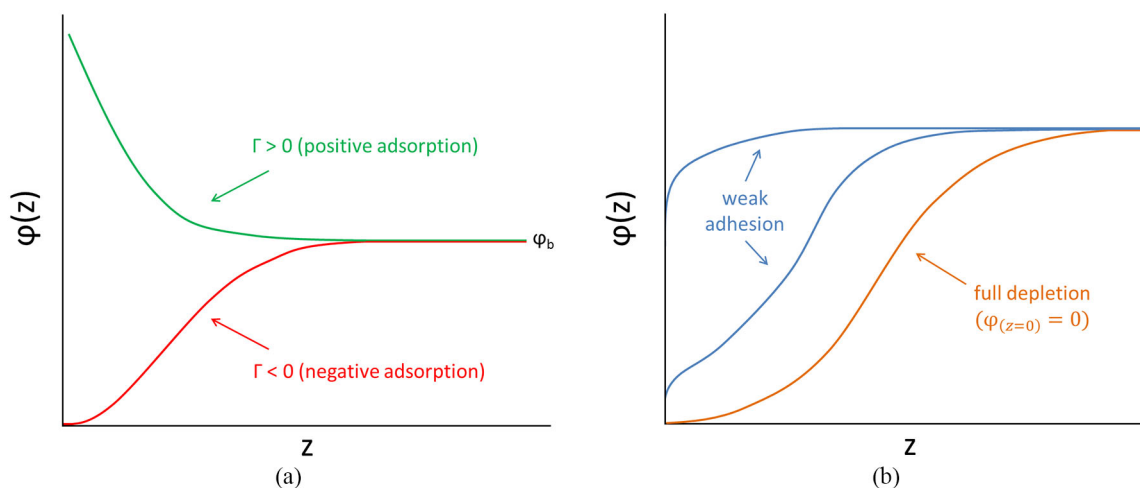 φ(z)
Γ > 0 (positive adsorption)
φb
Γ < 0 (negative adsorption)
z
(a)
φ(z)
weak
adhesion
full depletion
(φ(z=0) = 0)
z
(b)